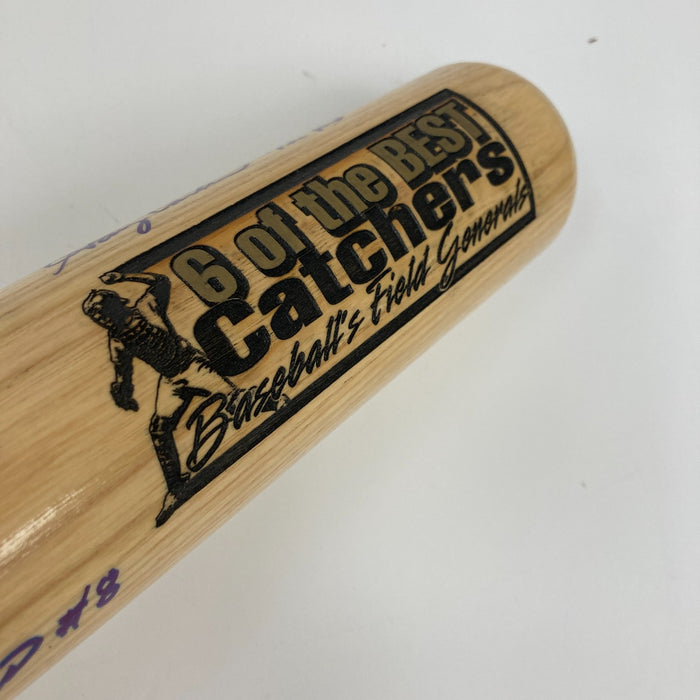 6 of the BEST
Catchers
Baseball's Field Generals
#8